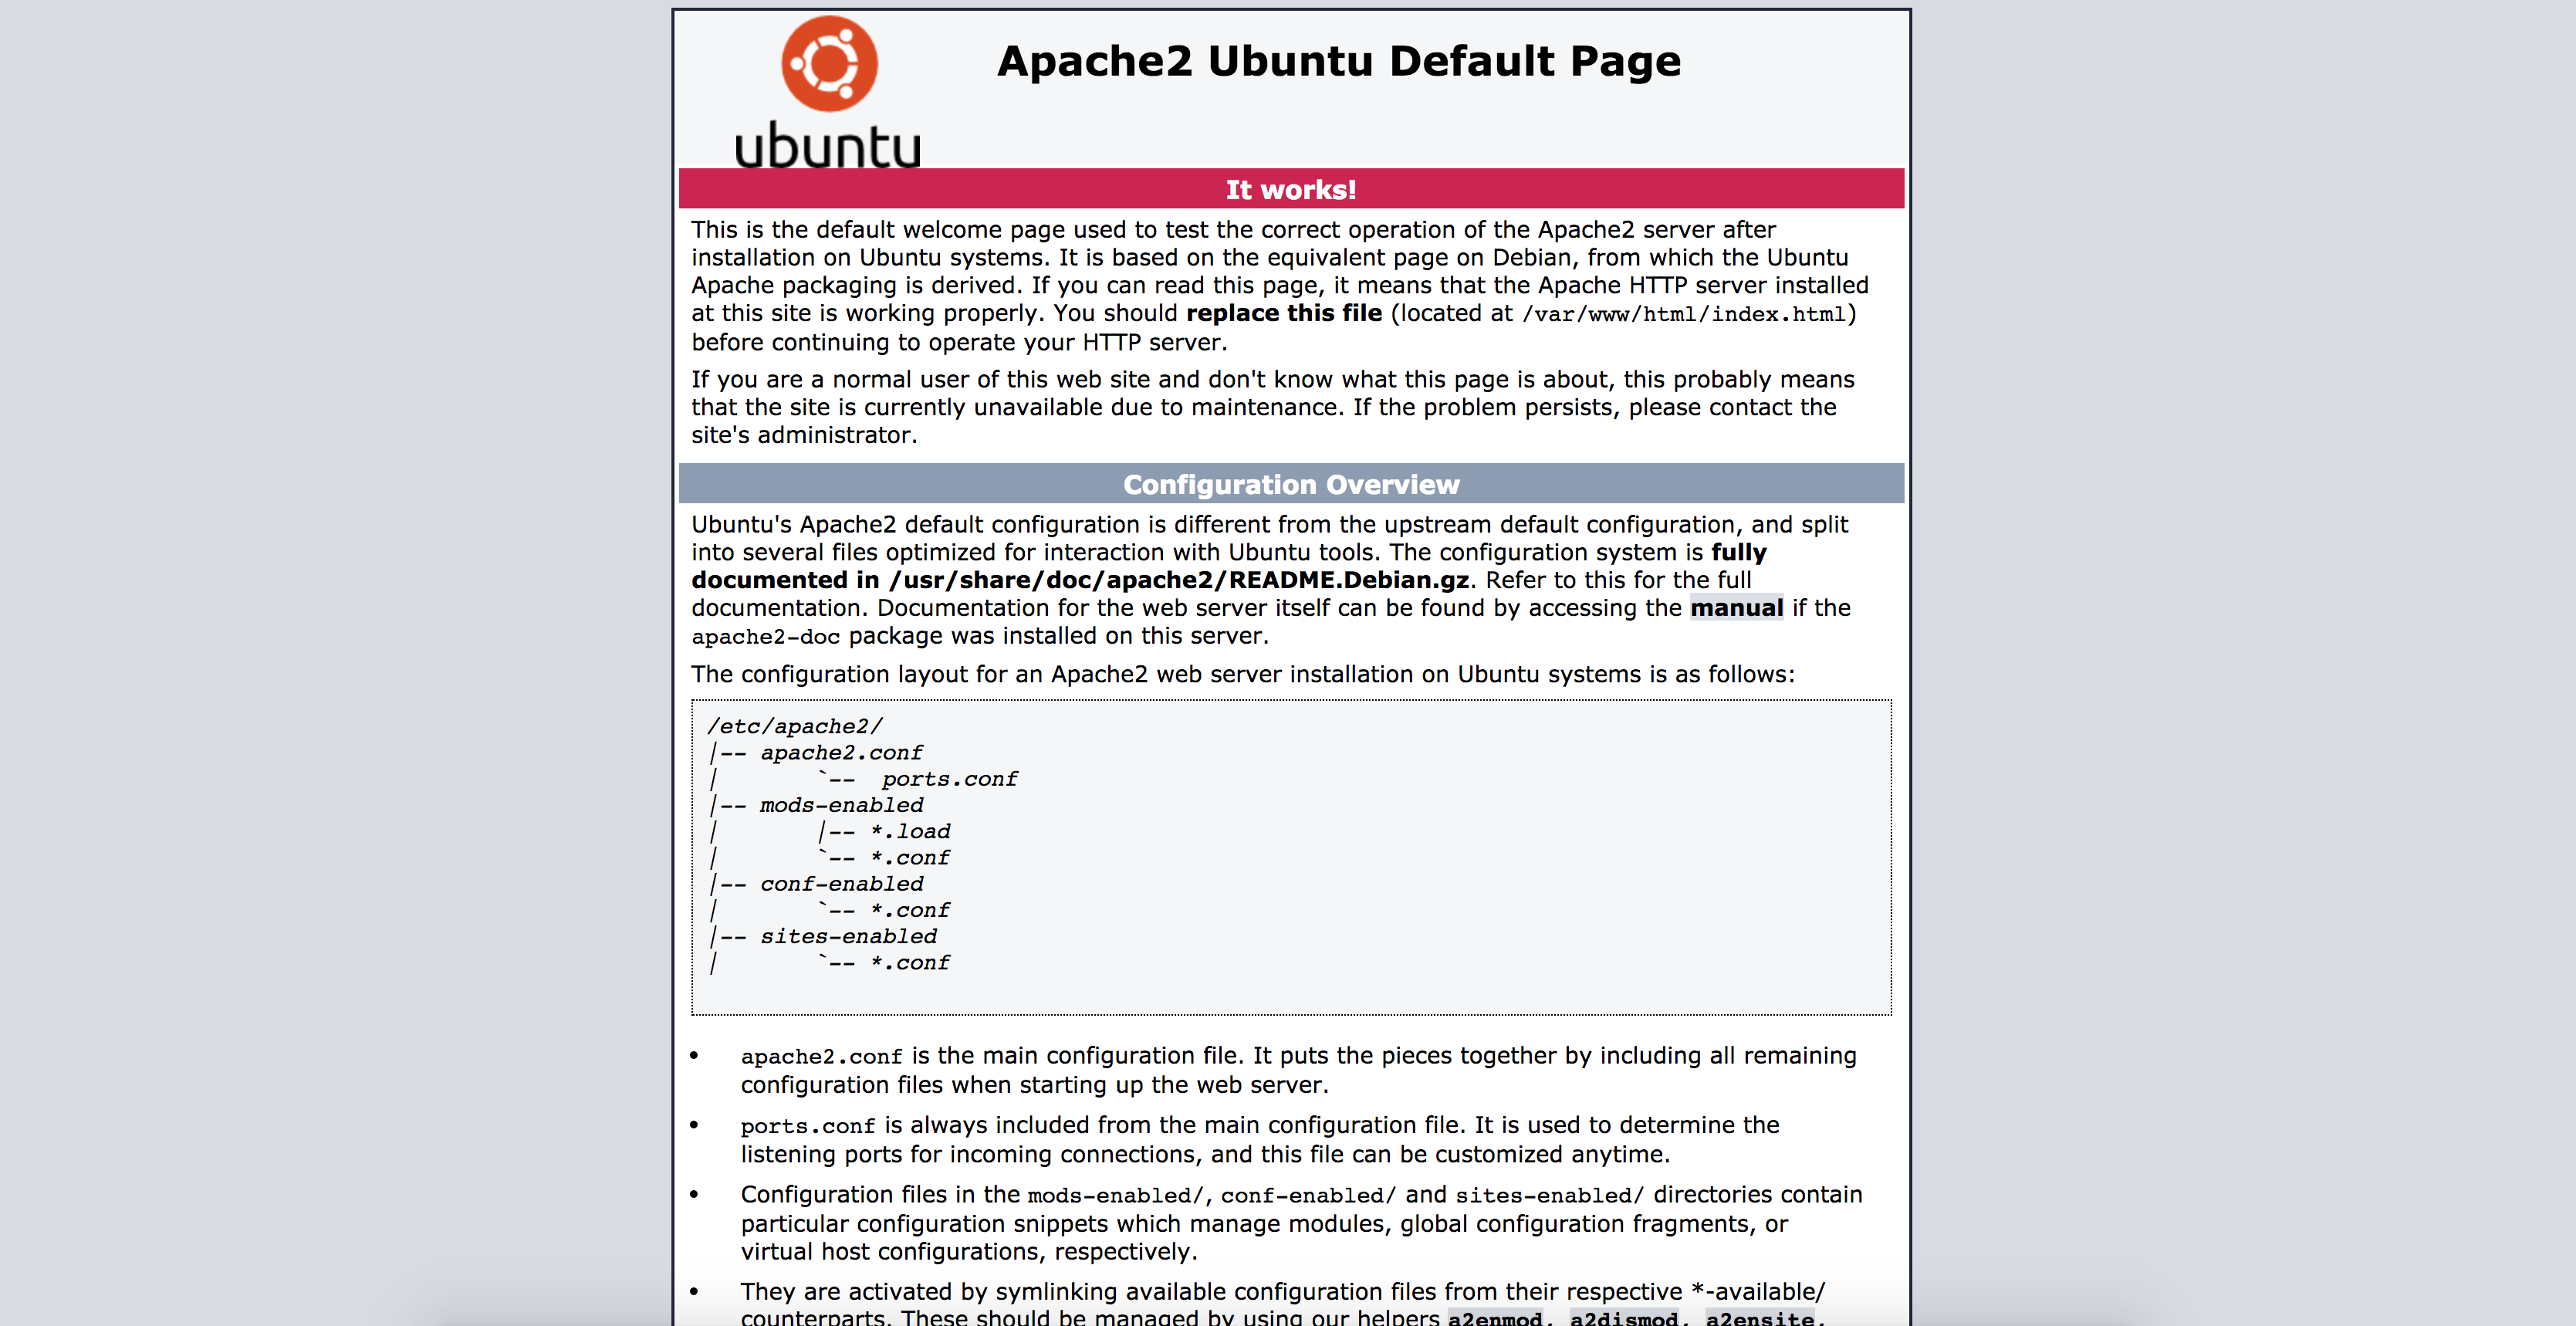 ubuntu
Apache2 Ubuntu Default Page
It works!
This is the default welcome page used to test the correct operation of the Apache2 server after
installation on Ubuntu systems. It is based on the equivalent page on Debian, from which the Ubuntu
Apache packaging is derived. If you can read this page, it means that the Apache HTTP server installed
at this site is working properly. You should replace this file (located at /var/www/html/index.html)
before continuing to operate your HTTP server.
If you are a normal user of this web site and don't know what this page is about, this probably means
that the site is currently unavailable due to maintenance. If the problem persists, please contact the
site's administrator.
Configuration Overview
Ubuntu's Apache2 default configuration is different from the upstream default configuration, and split
into several files optimized for interaction with Ubuntu tools. The configuration system is fully
documented in /usr/share/doc/apache2/README.Debian.gz. Refer to this for the full
documentation. Documentation for the web server itself can be found by accessing the manual if the
apache2-doc package was installed on this server.
The configuration layout for an Apache2 web server installation on Ubuntu systems is as follows:
/etc/apache2/
|-- apache2.conf
|       `--  ports.conf
|-- mods-enabled
|       |-- *.load
|       `-- *.conf
|-- conf-enabled
|       `-- *.conf
|-- sites-enabled
|       `-- *.conf
• apache2.conf is the main configuration file. It puts the pieces together by including all remaining
configuration files when starting up the web server.
• ports.conf is always included from the main configuration file. It is used to determine the
listening ports for incoming connections, and this file can be customized anytime.
• Configuration files in the mods-enabled/, conf-enabled/ and sites-enabled/ directories contain
particular configuration snippets which manage modules, global configuration fragments, or
virtual host configurations, respectively.
• They are activated by symlinking available configuration files from their respective *-available/
counterparts. These should be managed by using our helpers a2enmod, a2dismod, a2ensite,